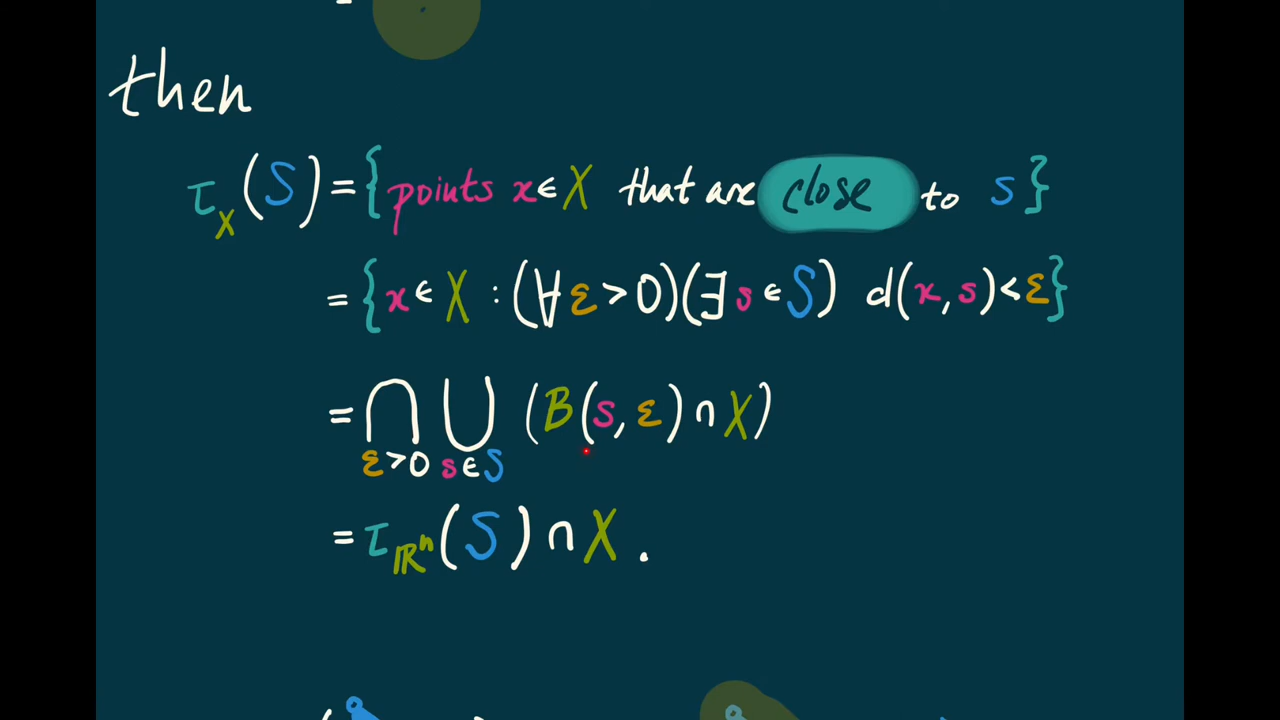 then
τ_X(S) = {points x∈X that are close to S}
= {x∈X : (∀ε>0)(∃s∈S) d(x,s)<ε}
= ⋂_{ε>0} ⋃_{s∈S} (B(s,ε)∩X)
= τ_{ℝⁿ}(S)∩X.